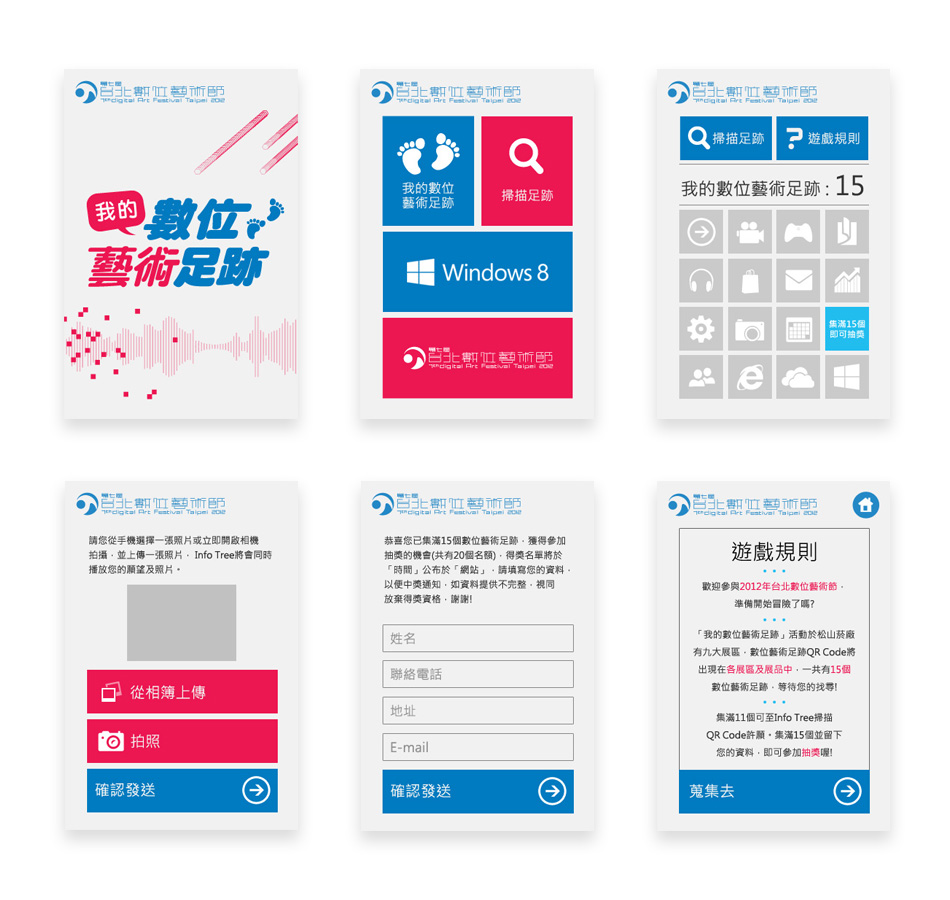 第七屆
台北數位藝術節
7th digital Art Festival Taipei 2012
我的
數位
藝術足跡
第七屆
台北數位藝術節
7th digital Art Festival Taipei 2012
我的數位
藝術足跡
掃描足跡
Windows 8
第七屆
台北數位藝術節
7th digital Art Festival Taipei 2012
第七屆
台北數位藝術節
7th digital Art Festival Taipei 2012
掃描足跡
遊戲規則
我的數位藝術足跡 : 15
集滿15個
即可抽獎
第七屆
台北數位藝術節
7th digital Art Festival Taipei 2012
請您從手機選擇一張照片或立即開啟相機
拍攝，並上傳一張照片， Info Tree將會同時
播放您的願望及照片。
從相簿上傳
拍照
確認發送
第七屆
台北數位藝術節
7th digital Art Festival Taipei 2012
恭喜您已集滿15個數位藝術足跡，獲得參加
抽獎的機會(共有20個名額)，得獎名單將於
「時間」公布於「網站」，請填寫您的資料，
以便中獎通知，如資料提供不完整，視同
放棄得獎資格，謝謝!
姓名
聯絡電話
地址
E-mail
確認發送
第七屆
台北數位藝術節
7th digital Art Festival Taipei 2012
遊戲規則
歡迎參與2012年台北數位藝術節，
準備開始冒險了嗎?
「我的數位藝術足跡」活動於松山菸廠
有九大展區，數位藝術足跡QR Code將
出現在各展區及展品中，一共有15個
數位藝術足跡，等待您的找尋!
集滿11個可至Info Tree掃描
QR Code許願。集滿15個並留下
您的資料，即可參加抽獎喔!
蒐集去